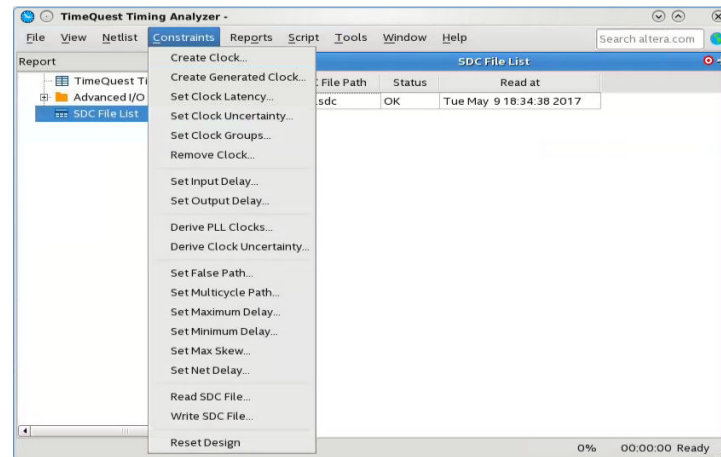 TimeQuest Timing Analyzer -
File View Netlist Constraints Reports Script Tools Window Help
Search altera.com
Report
SDC File List
TimeQuest Ti
Advanced I/O
SDC File List
File Path Status Read at
.sdc OK Tue May 9 18:34:38 2017
Create Clock...
Create Generated Clock...
Set Clock Latency...
Set Clock Uncertainty...
Set Clock Groups...
Remove Clock...
Set Input Delay...
Set Output Delay...
Derive PLL Clocks...
Derive Clock Uncertainty...
Set False Path...
Set Multicycle Path...
Set Maximum Delay...
Set Minimum Delay...
Set Max Skew...
Set Net Delay...
Read SDC File...
Write SDC File...
Reset Design
0% 00:00:00 Ready